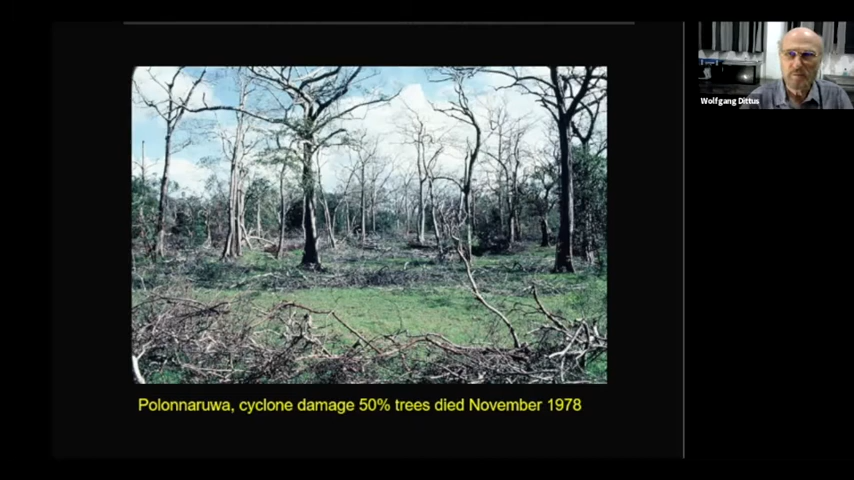 Wolfgang Dittus
Polonnaruwa, cyclone damage 50% trees died November 1978